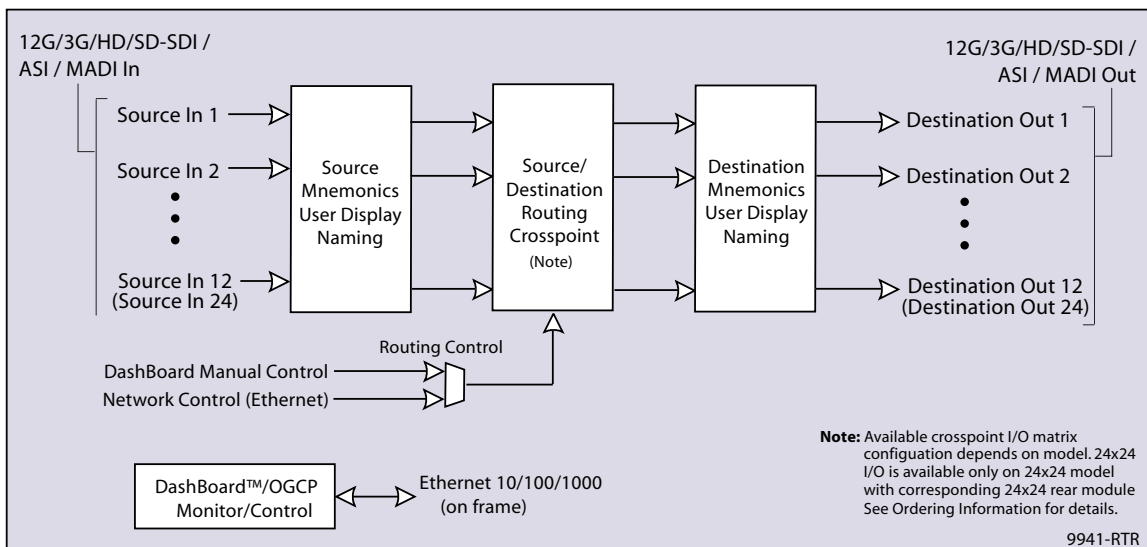 12G/3G/HD/SD-SDI /
ASI / MADI In
12G/3G/HD/SD-SDI /
ASI / MADI Out
Source In 1
Source In 2
Source In 12
(Source In 24)
Source
Mnemonics
User Display
Naming
Source/
Destination
Routing
Crosspoint
(Note)
Destination
Mnemonics
User Display
Naming
Destination Out 1
Destination Out 2
Destination Out 12
(Destination Out 24)
Routing Control
DashBoard Manual Control
Network Control (Ethernet)
DashBoard™/OGCP
Monitor/Control
Ethernet 10/100/1000
(on frame)
Note: Available crosspoint I/O matrix
configuation depends on model. 24x24
I/O is available only on 24x24 model
with corresponding 24x24 rear module
See Ordering Information for details.
9941-RTR